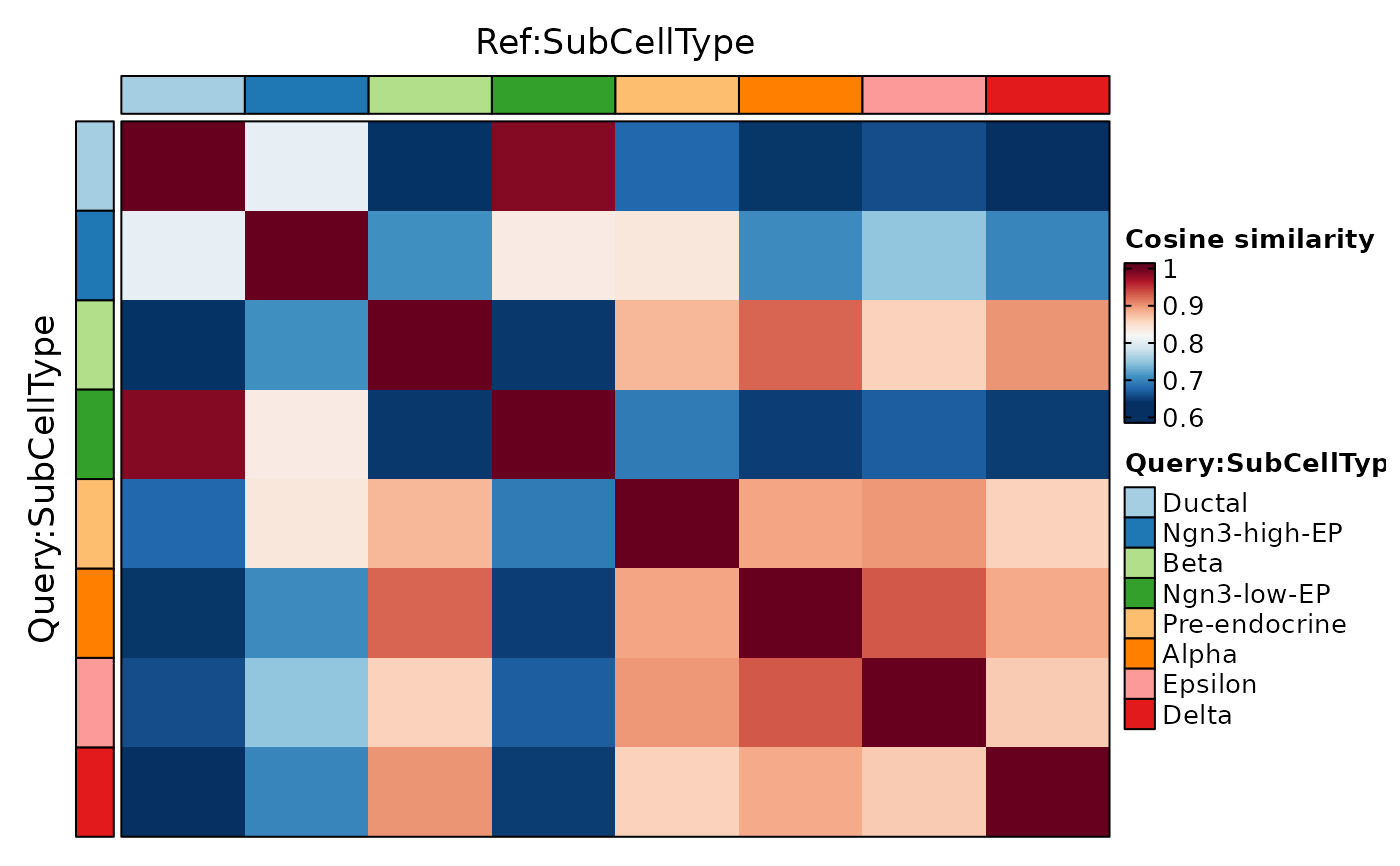 Ref:SubCellType
Query:SubCellType
Cosine similarity
1
0.9
0.8
0.7
0.6
Query:SubCellTyp
Ductal
Ngn3-high-EP
Beta
Ngn3-low-EP
Pre-endocrine
Alpha
Epsilon
Delta